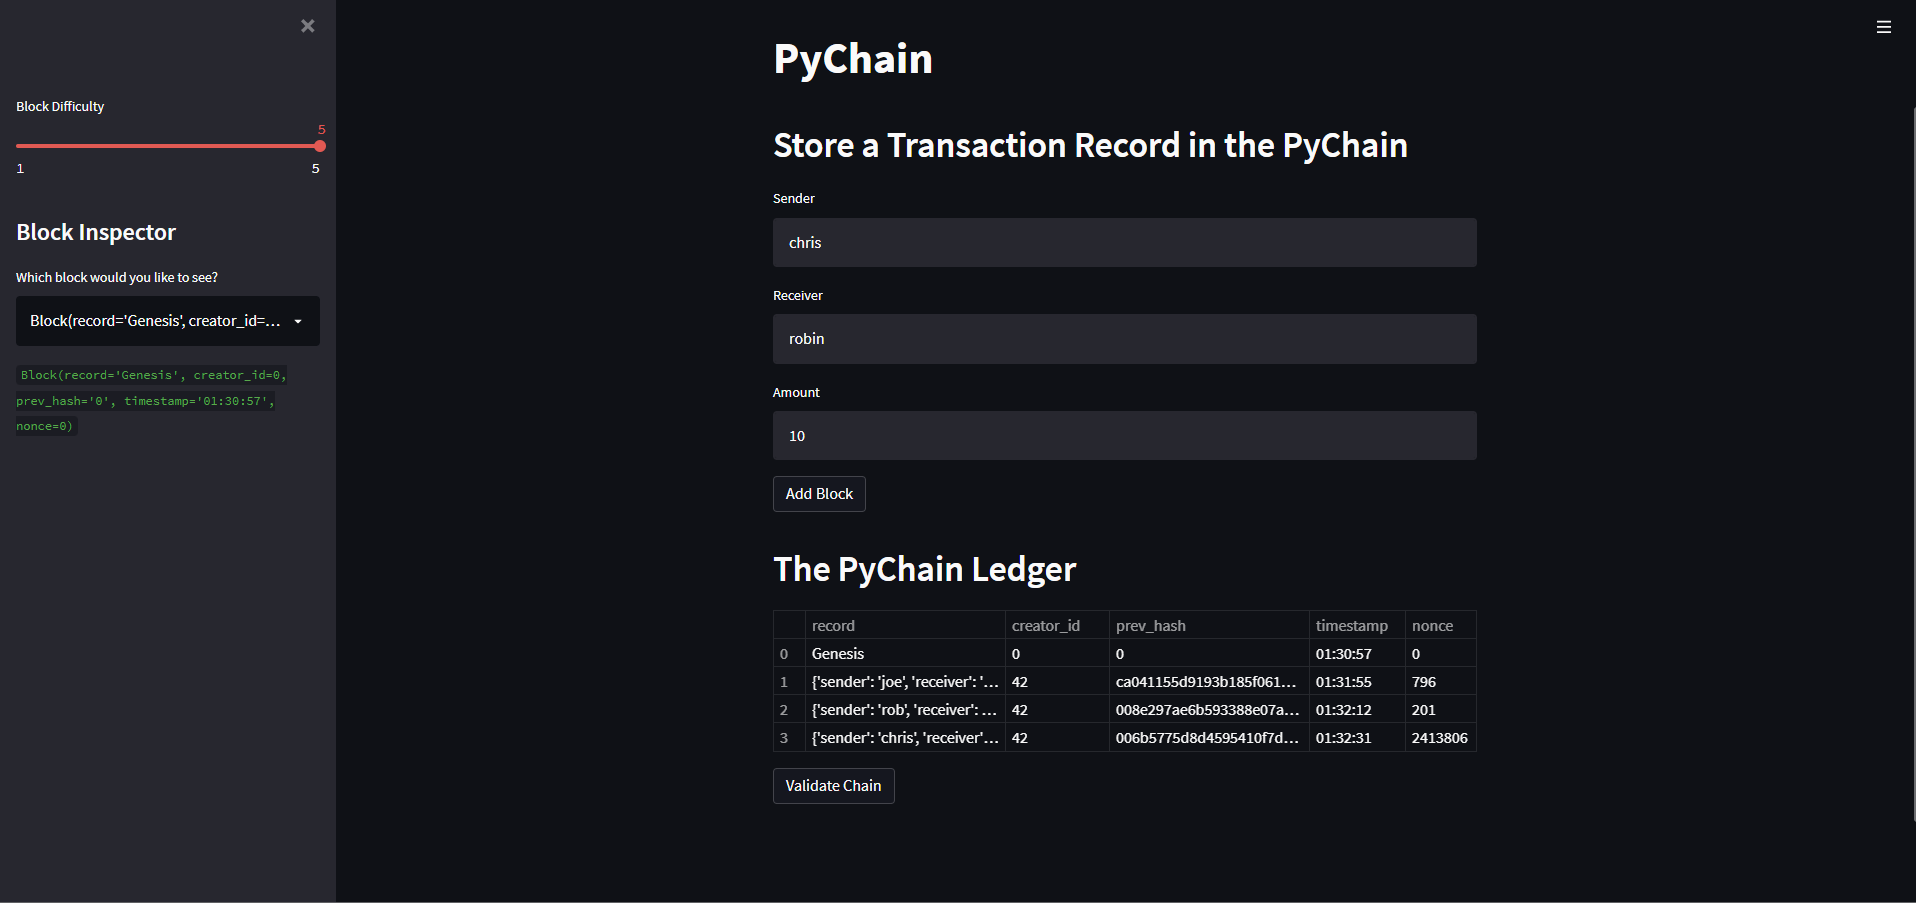 Block Difficulty
5
1 5
Block Inspector
Which block would you like to see?
Block(record='Genesis', creator_id=...
Block(record='Genesis', creator_id=0,
prev_hash='0', timestamp='01:30:57',
nonce=0)
PyChain
Store a Transaction Record in the PyChain
Sender
chris
Receiver
robin
Amount
10
Add Block
The PyChain Ledger
record creator_id prev_hash timestamp nonce
0 Genesis 0 0 01:30:57 0
1 {'sender': 'joe', 'receiver': '... 42 ca041155d9193b185f061... 01:31:55 796
2 {'sender': 'rob', 'receiver': ... 42 008e297ae6b593388e07a... 01:32:12 201
3 {'sender': 'chris', 'receiver'... 42 006b5775d8d4595410f7d... 01:32:31 2413806
Validate Chain